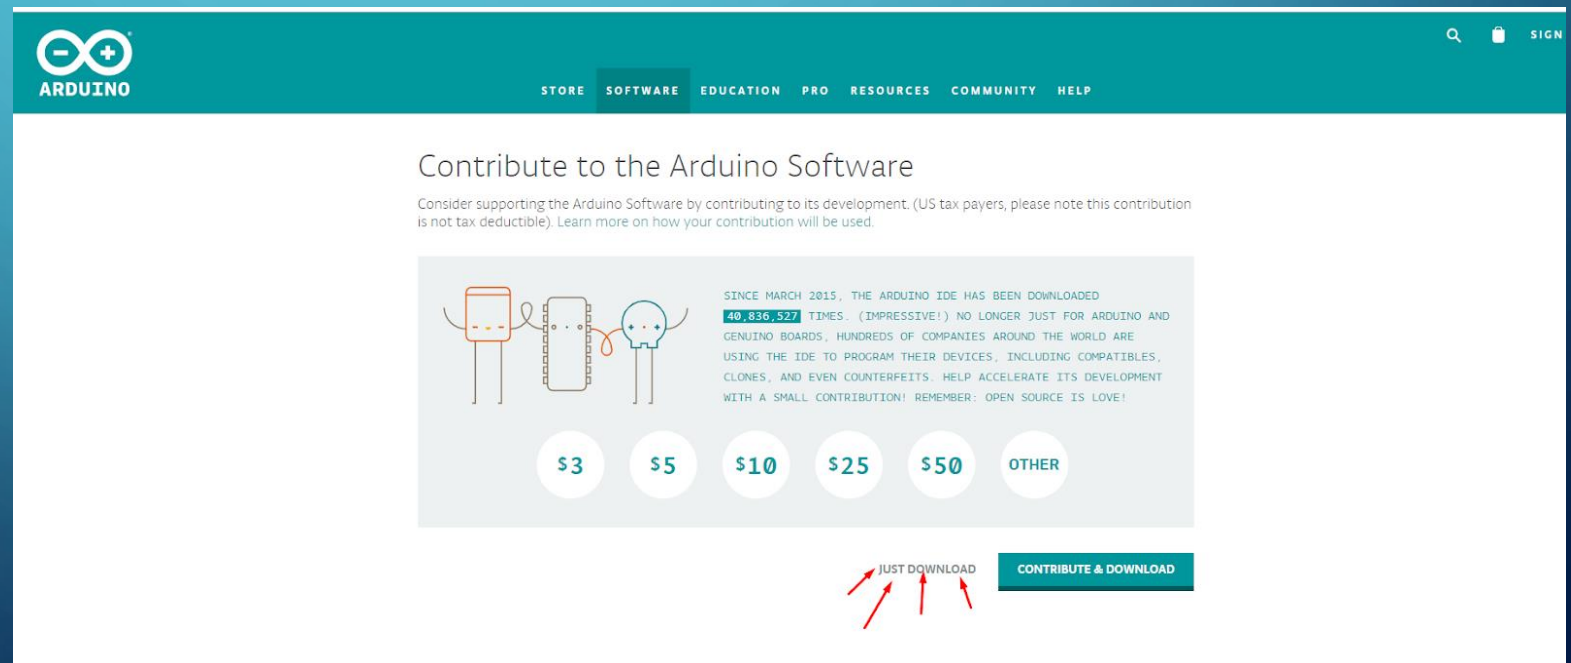 SIGN
ARDUINO
STORE SOFTWARE EDUCATION PRO RESOURCES COMMUNITY HELP
Contribute to the Arduino Software
Consider supporting the Arduino Software by contributing to its development. (US tax payers, please note this contribution
is not tax deductible). Learn more on how your contribution will be used.
SINCE MARCH 2015, THE ARDUINO IDE HAS BEEN DOWNLOADED
40,836,527 TIMES. (IMPRESSIVE!) NO LONGER JUST FOR ARDUINO AND
GENUINO BOARDS, HUNDREDS OF COMPANIES AROUND THE WORLD ARE
USING THE IDE TO PROGRAM THEIR DEVICES, INCLUDING COMPATIBLES,
CLONES, AND EVEN COUNTERFEITS. HELP ACCELERATE ITS DEVELOPMENT
WITH A SMALL CONTRIBUTION! REMEMBER: OPEN SOURCE IS LOVE!
$3 $5 $10 $25 $50 OTHER
JUST DOWNLOAD CONTRIBUTE & DOWNLOAD